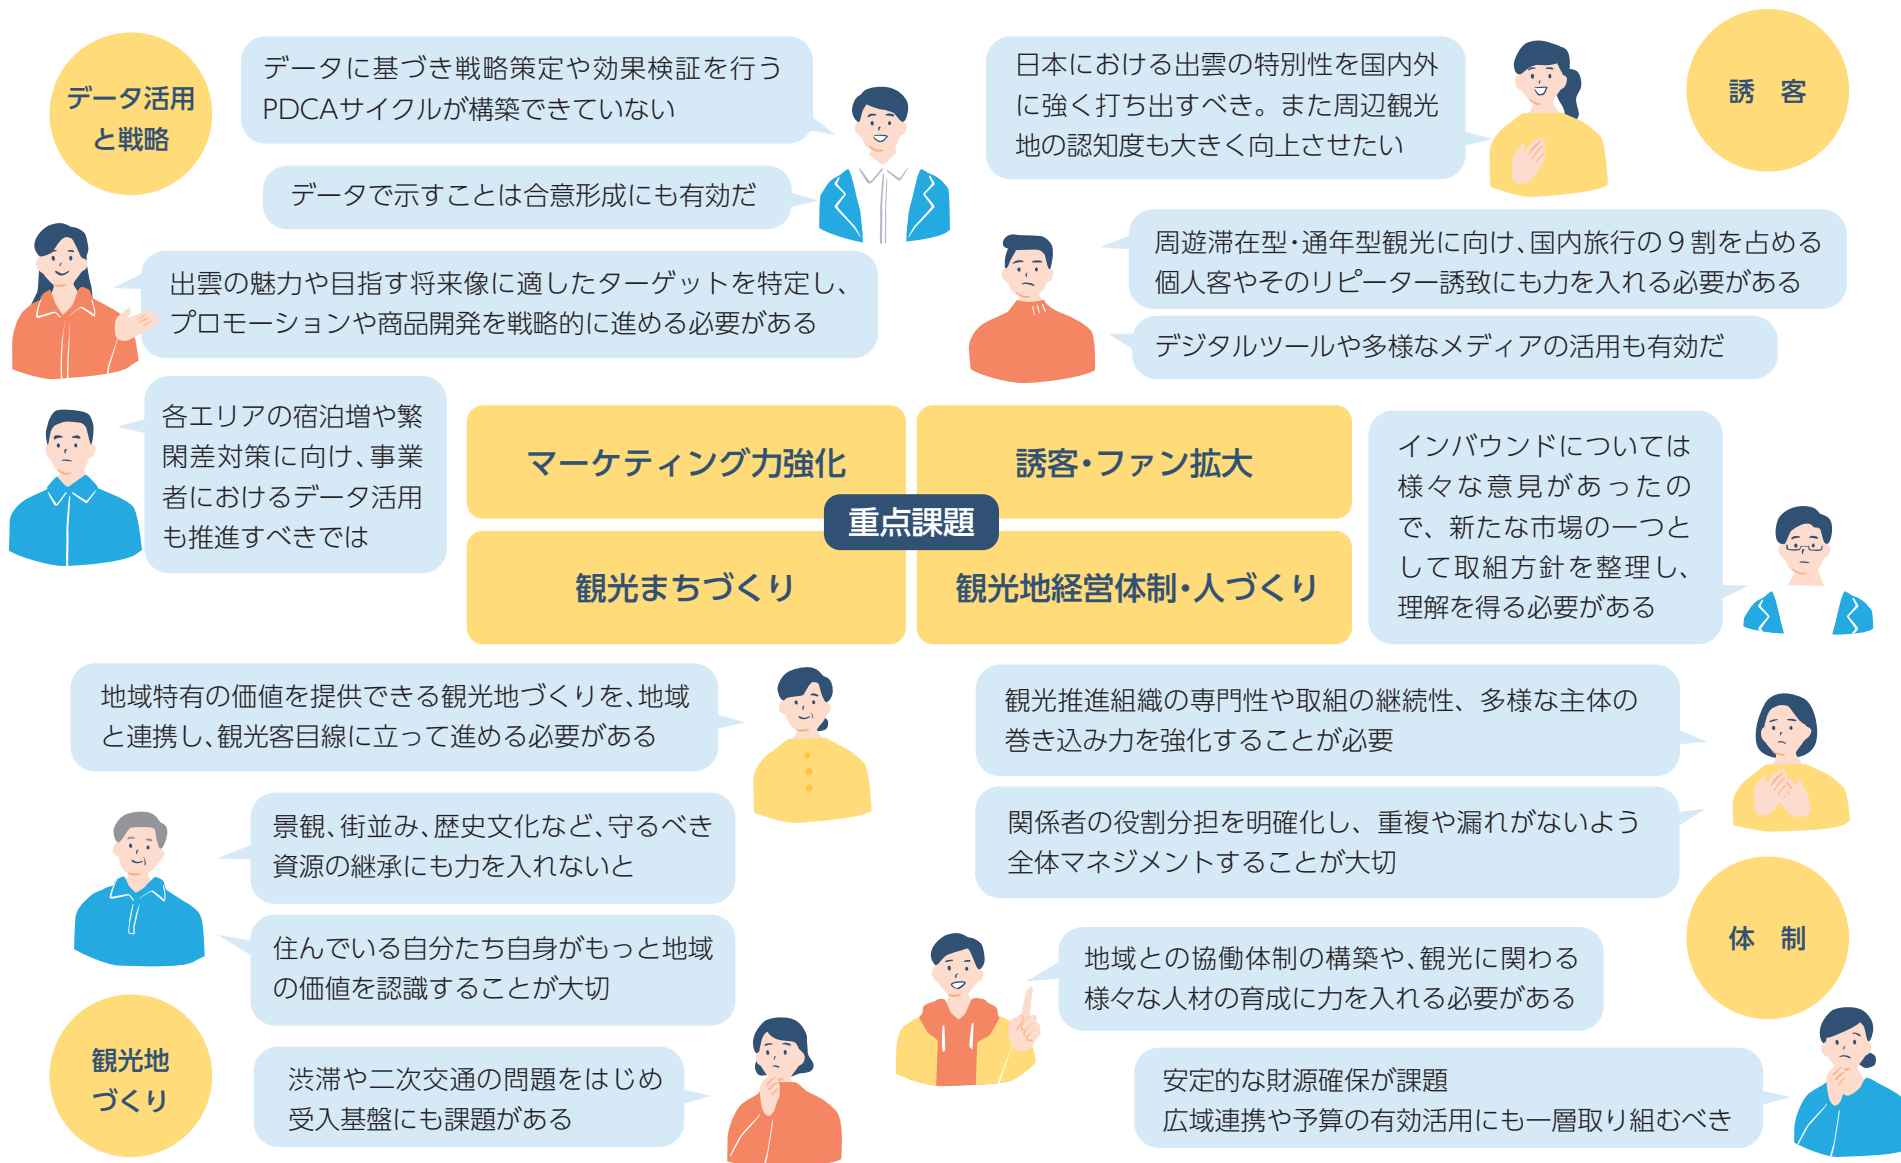 データ活用
と戦略
データに基づき戦略策定や効果検証を行う
PDCAサイクルが構築できていない
データで示すことは合意形成にも有効だ
出雲の魅力や目指す将来像に適したターゲットを特定し、
プロモーションや商品開発を戦略的に進める必要がある
各エリアの宿泊増や繁
閑差対策に向け、事業
者におけるデータ活用
も推進すべきでは
誘　客
日本における出雲の特別性を国内外
に強く打ち出すべき。また周辺観光
地の認知度も大きく向上させたい
周遊滞在型・通年型観光に向け、国内旅行の９割を占める
個人客やそのリピーター誘致にも力を入れる必要がある
デジタルツールや多様なメディアの活用も有効だ
インバウンドについては
様々な意見があったの
で、新たな市場の一つと
して取組方針を整理し、
理解を得る必要がある
マーケティング力強化
誘客・ファン拡大
重点課題
観光まちづくり
観光地経営体制・人づくり
地域特有の価値を提供できる観光地づくりを、地域
と連携し、観光客目線に立って進める必要がある
景観、街並み、歴史文化など、守るべき
資源の継承にも力を入れないと
住んでいる自分たち自身がもっと地域
の価値を認識することが大切
観光地
づくり
渋滞や二次交通の問題をはじめ
受入基盤にも課題がある
観光推進組織の専門性や取組の継続性、多様な主体の
巻き込み力を強化することが必要
関係者の役割分担を明確化し、重複や漏れがないよう
全体マネジメントすることが大切
体　制
地域との協働体制の構築や、観光に関わる
様々な人材の育成に力を入れる必要がある
安定的な財源確保が課題
広域連携や予算の有効活用にも一層取り組むべき